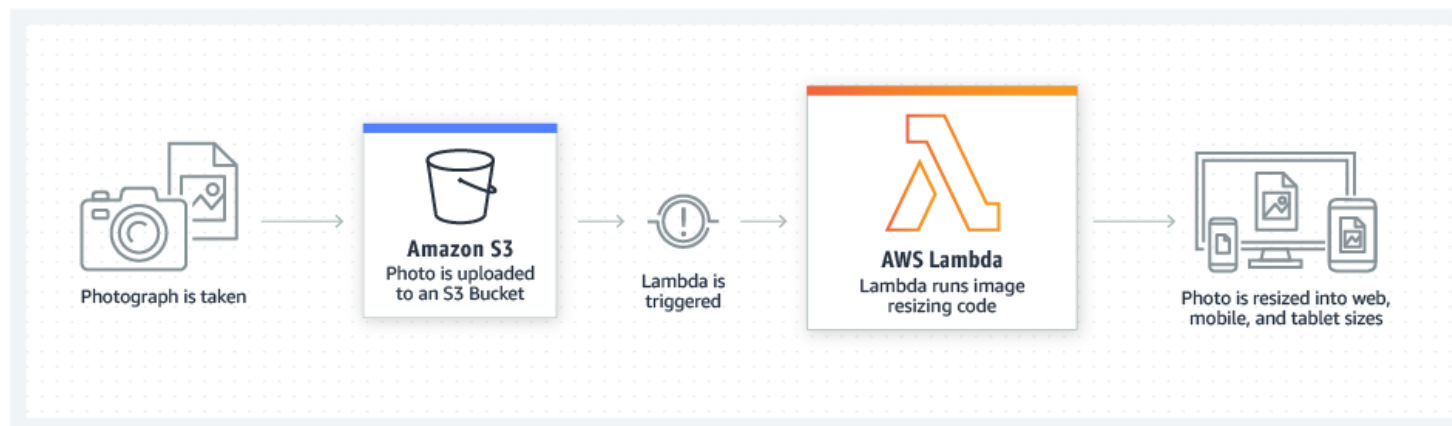 Photograph is taken
Amazon S3
Photo is uploaded
to an S3 Bucket
Lambda is
triggered
AWS Lambda
Lambda runs image
resizing code
Photo is resized into web,
mobile, and tablet sizes